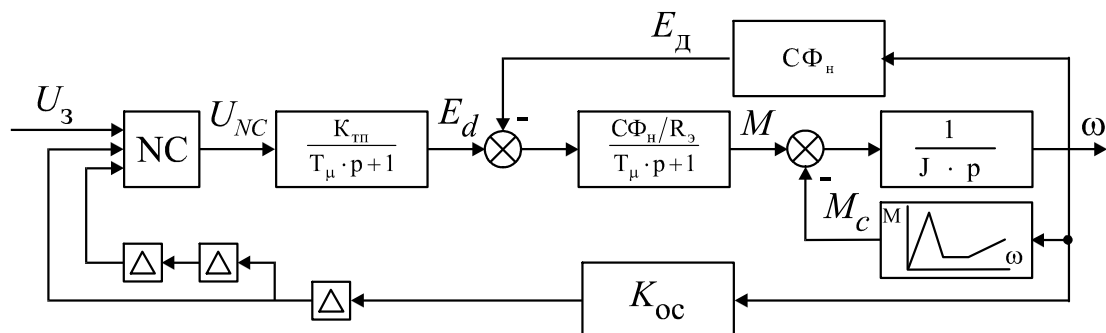 E_Д
СФ_н
U_з
NC
U_NC
К_тп
T_μ · p+1
E_d
-
СФ_н/R_э
T_μ · p+1
M
-
1
J · p
ω
M_c
M
ω
△
△
△
K_ос